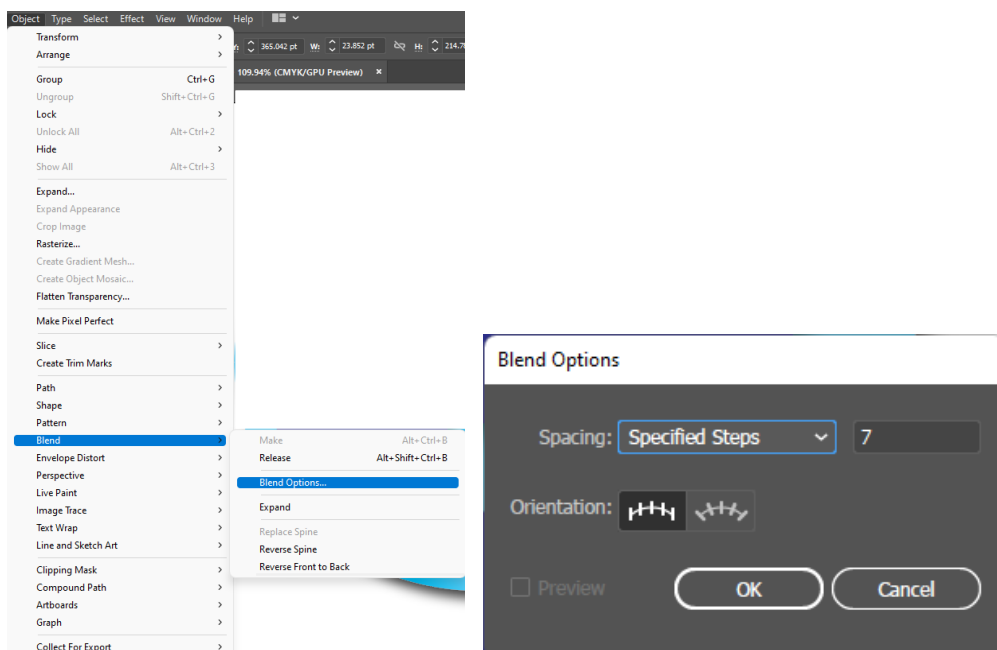 Object Type Select Effect View Window Help
Transform
Arrange
365.042 pt W: 23.852 pt H:
Group Ctrl+G
109.94% (CMYK/GPU Preview) ×
Ungroup Shift+Ctrl+G
Lock
Unlock All Alt+Ctrl+2
Hide
Show All Alt+Ctrl+3
Expand...
Expand Appearance
Crop Image
Rasterize...
Create Gradient Mesh...
Create Object Mosaic...
Flatten Transparency...
Make Pixel Perfect
Slice
Create Trim Marks
Path
Shape
Pattern
Blend
Envelope Distort
Perspective
Live Paint
Image Trace
Text Wrap
Line and Sketch Art
Clipping Mask
Compound Path
Artboards
Graph
Collect For Export
Make Alt+Ctrl+B
Release Alt+Shift+Ctrl+B
Blend Options...
Expand
Replace Spine
Reverse Spine
Reverse Front to Back
Blend Options
Spacing: Specified Steps 7
Orientation:
Preview OK Cancel